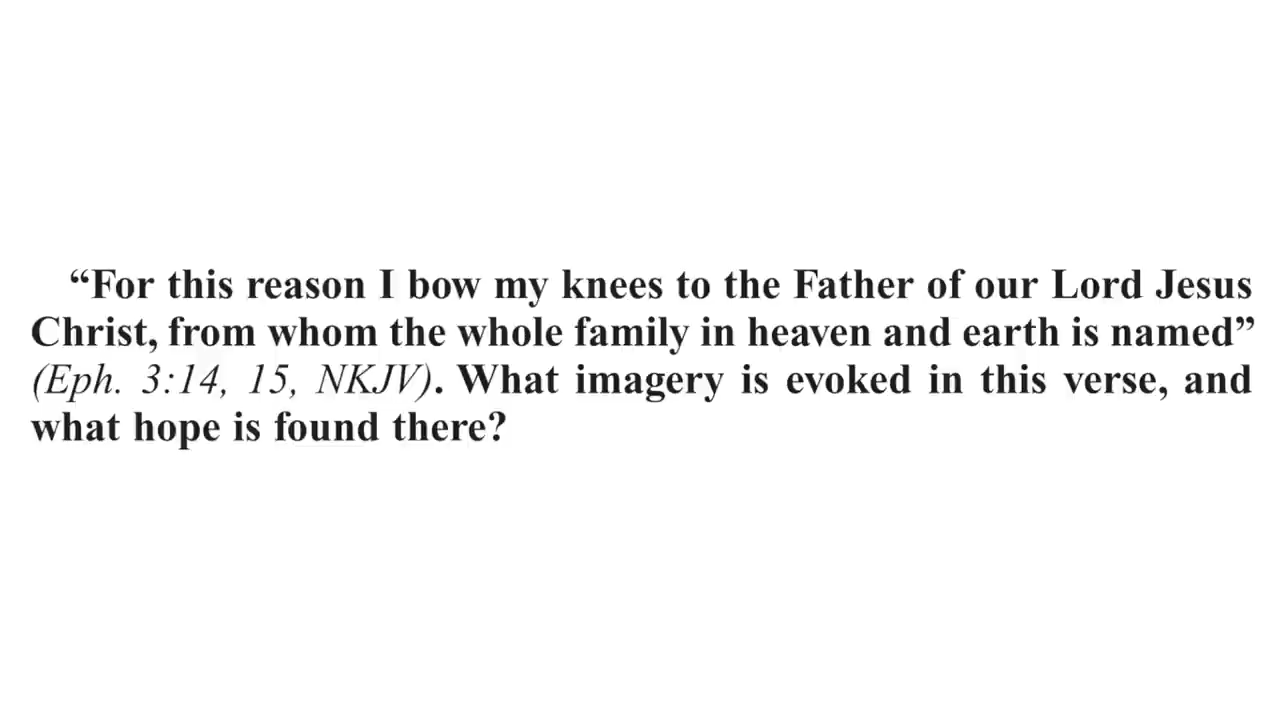 “For this reason I bow my knees to the Father of our Lord Jesus
Christ, from whom the whole family in heaven and earth is named”
(Eph. 3:14, 15, NKJV). What imagery is evoked in this verse, and
what hope is found there?